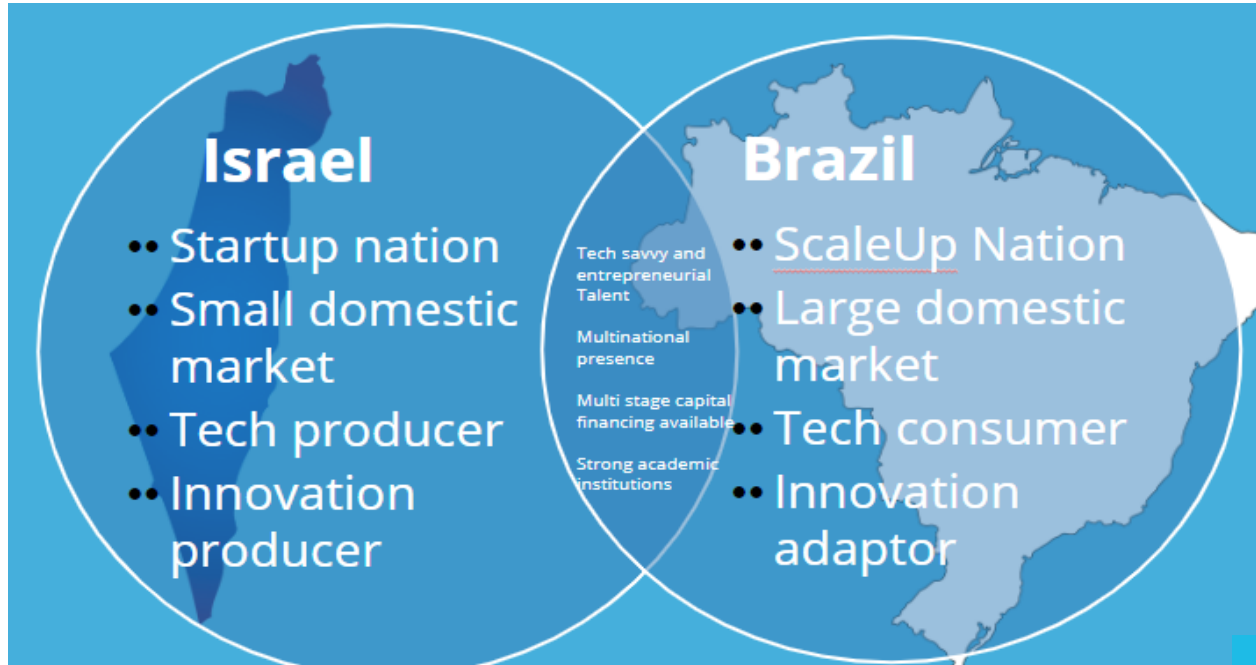 Israel
•• Startup nation
•• Small domestic
market
•• Tech producer
•• Innovation
producer
Tech savvy and
entrepreneurial
Talent
Multinational
presence
Multi stage capital
financing available
Strong academic
institutions
Brazil
•• ScaleUp Nation
•• Large domestic
market
•• Tech consumer
•• Innovation
adaptor